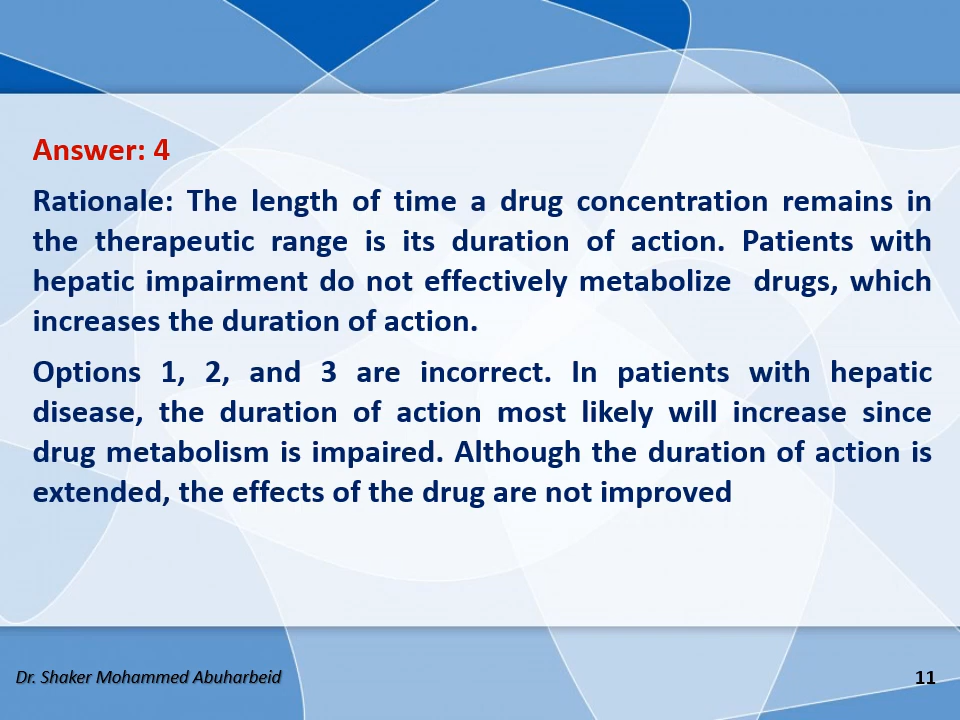 Answer: 4
Rationale: The length of time a drug concentration remains in
the therapeutic range is its duration of action. Patients with
hepatic impairment do not effectively metabolize  drugs, which
increases the duration of action.
Options 1, 2, and 3 are incorrect. In patients with hepatic
disease, the duration of action most likely will increase since
drug metabolism is impaired. Although the duration of action is
extended, the effects of the drug are not improved
Dr. Shaker Mohammed Abuharbeid
11